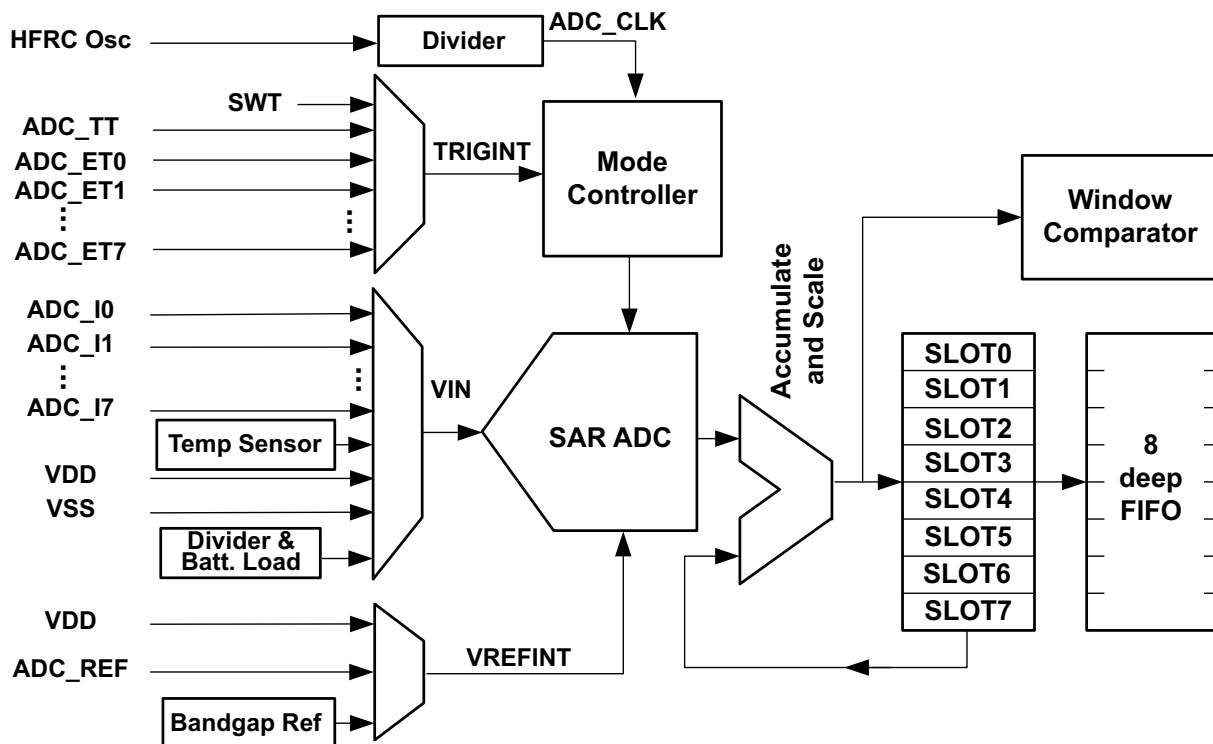 HFRC Osc
Divider
ADC_CLK
SWT
ADC_TT
ADC_ET0
ADC_ET1
ADC_ET7
TRIGINT
Mode
Controller
Window
Comparator
ADC_I0
ADC_I1
ADC_I7
Temp Sensor
VDD
VSS
Divider &
Batt. Load
VIN
SAR ADC
Accumulate
and Scale
SLOT0
SLOT1
SLOT2
SLOT3
SLOT4
SLOT5
SLOT6
SLOT7
8
deep
FIFO
VDD
ADC_REF
Bandgap Ref
VREFINT